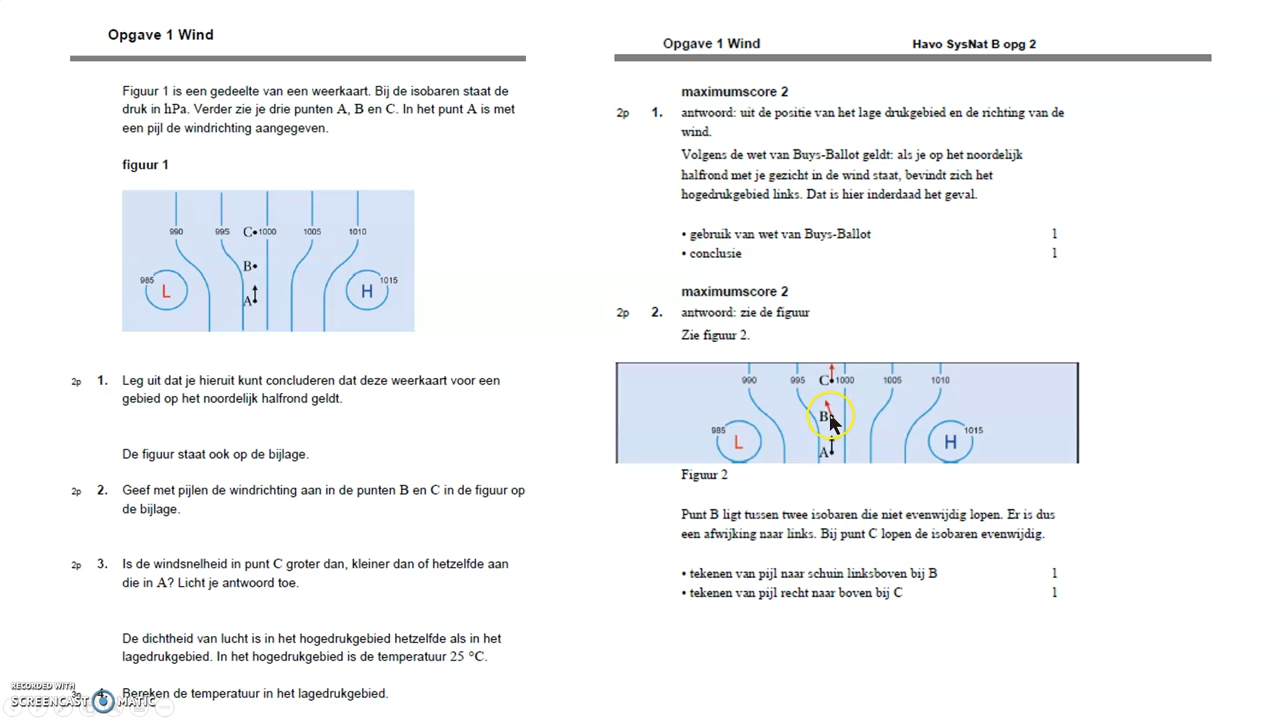 Opgave 1 Wind
Figuur 1 is een gedeelte van een weerkaart. Bij de isobaren staat de
druk in hPa. Verder zie je drie punten A, B en C. In het punt A is met
een pijl de windrichting aangegeven.
figuur 1
990 995 C 1000 1005 1010
B
985 1015
L A H
2p 1. Leg uit dat je hieruit kunt concluderen dat deze weerkaart voor een
gebied op het noordelijk halfrond geldt.
De figuur staat ook op de bijlage.
2p 2. Geef met pijlen de windrichting aan in de punten B en C in de figuur op
de bijlage.
2p 3. Is de windsnelheid in punt C groter dan, kleiner dan of hetzelfde aan
die in A? Licht je antwoord toe.
De dichtheid van lucht is in het hogedrukgebied hetzelfde als in het
lagedrukgebied. In het hogedrukgebied is de temperatuur 25 °C.
4. Bereken de temperatuur in het lagedrukgebied.
RECORDED WITH
SCREENCAST MATIC
Opgave 1 Wind Havo SysNat B opg 2
maximumscore 2
2p 1. antwoord: uit de positie van het lage drukgebied en de richting van de
wind.
Volgens de wet van Buys-Ballot geldt: als je op het noordelijk
halfrond met je gezicht in de wind staat, bevindt zich het
hogedrukgebied links. Dat is hier inderdaad het geval.
• gebruik van wet van Buys-Ballot 1
• conclusie 1
maximumscore 2
2p 2. antwoord: zie de figuur
Zie figuur 2.
990 995 C 1000 1005 1010
B
985 1015
L A H
Figuur 2
Punt B ligt tussen twee isobaren die niet evenwijdig lopen. Er is dus
een afwijking naar links. Bij punt C lopen de isobaren evenwijdig.
• tekenen van pijl naar schuin linksboven bij B 1
• tekenen van pijl recht naar boven bij C 1